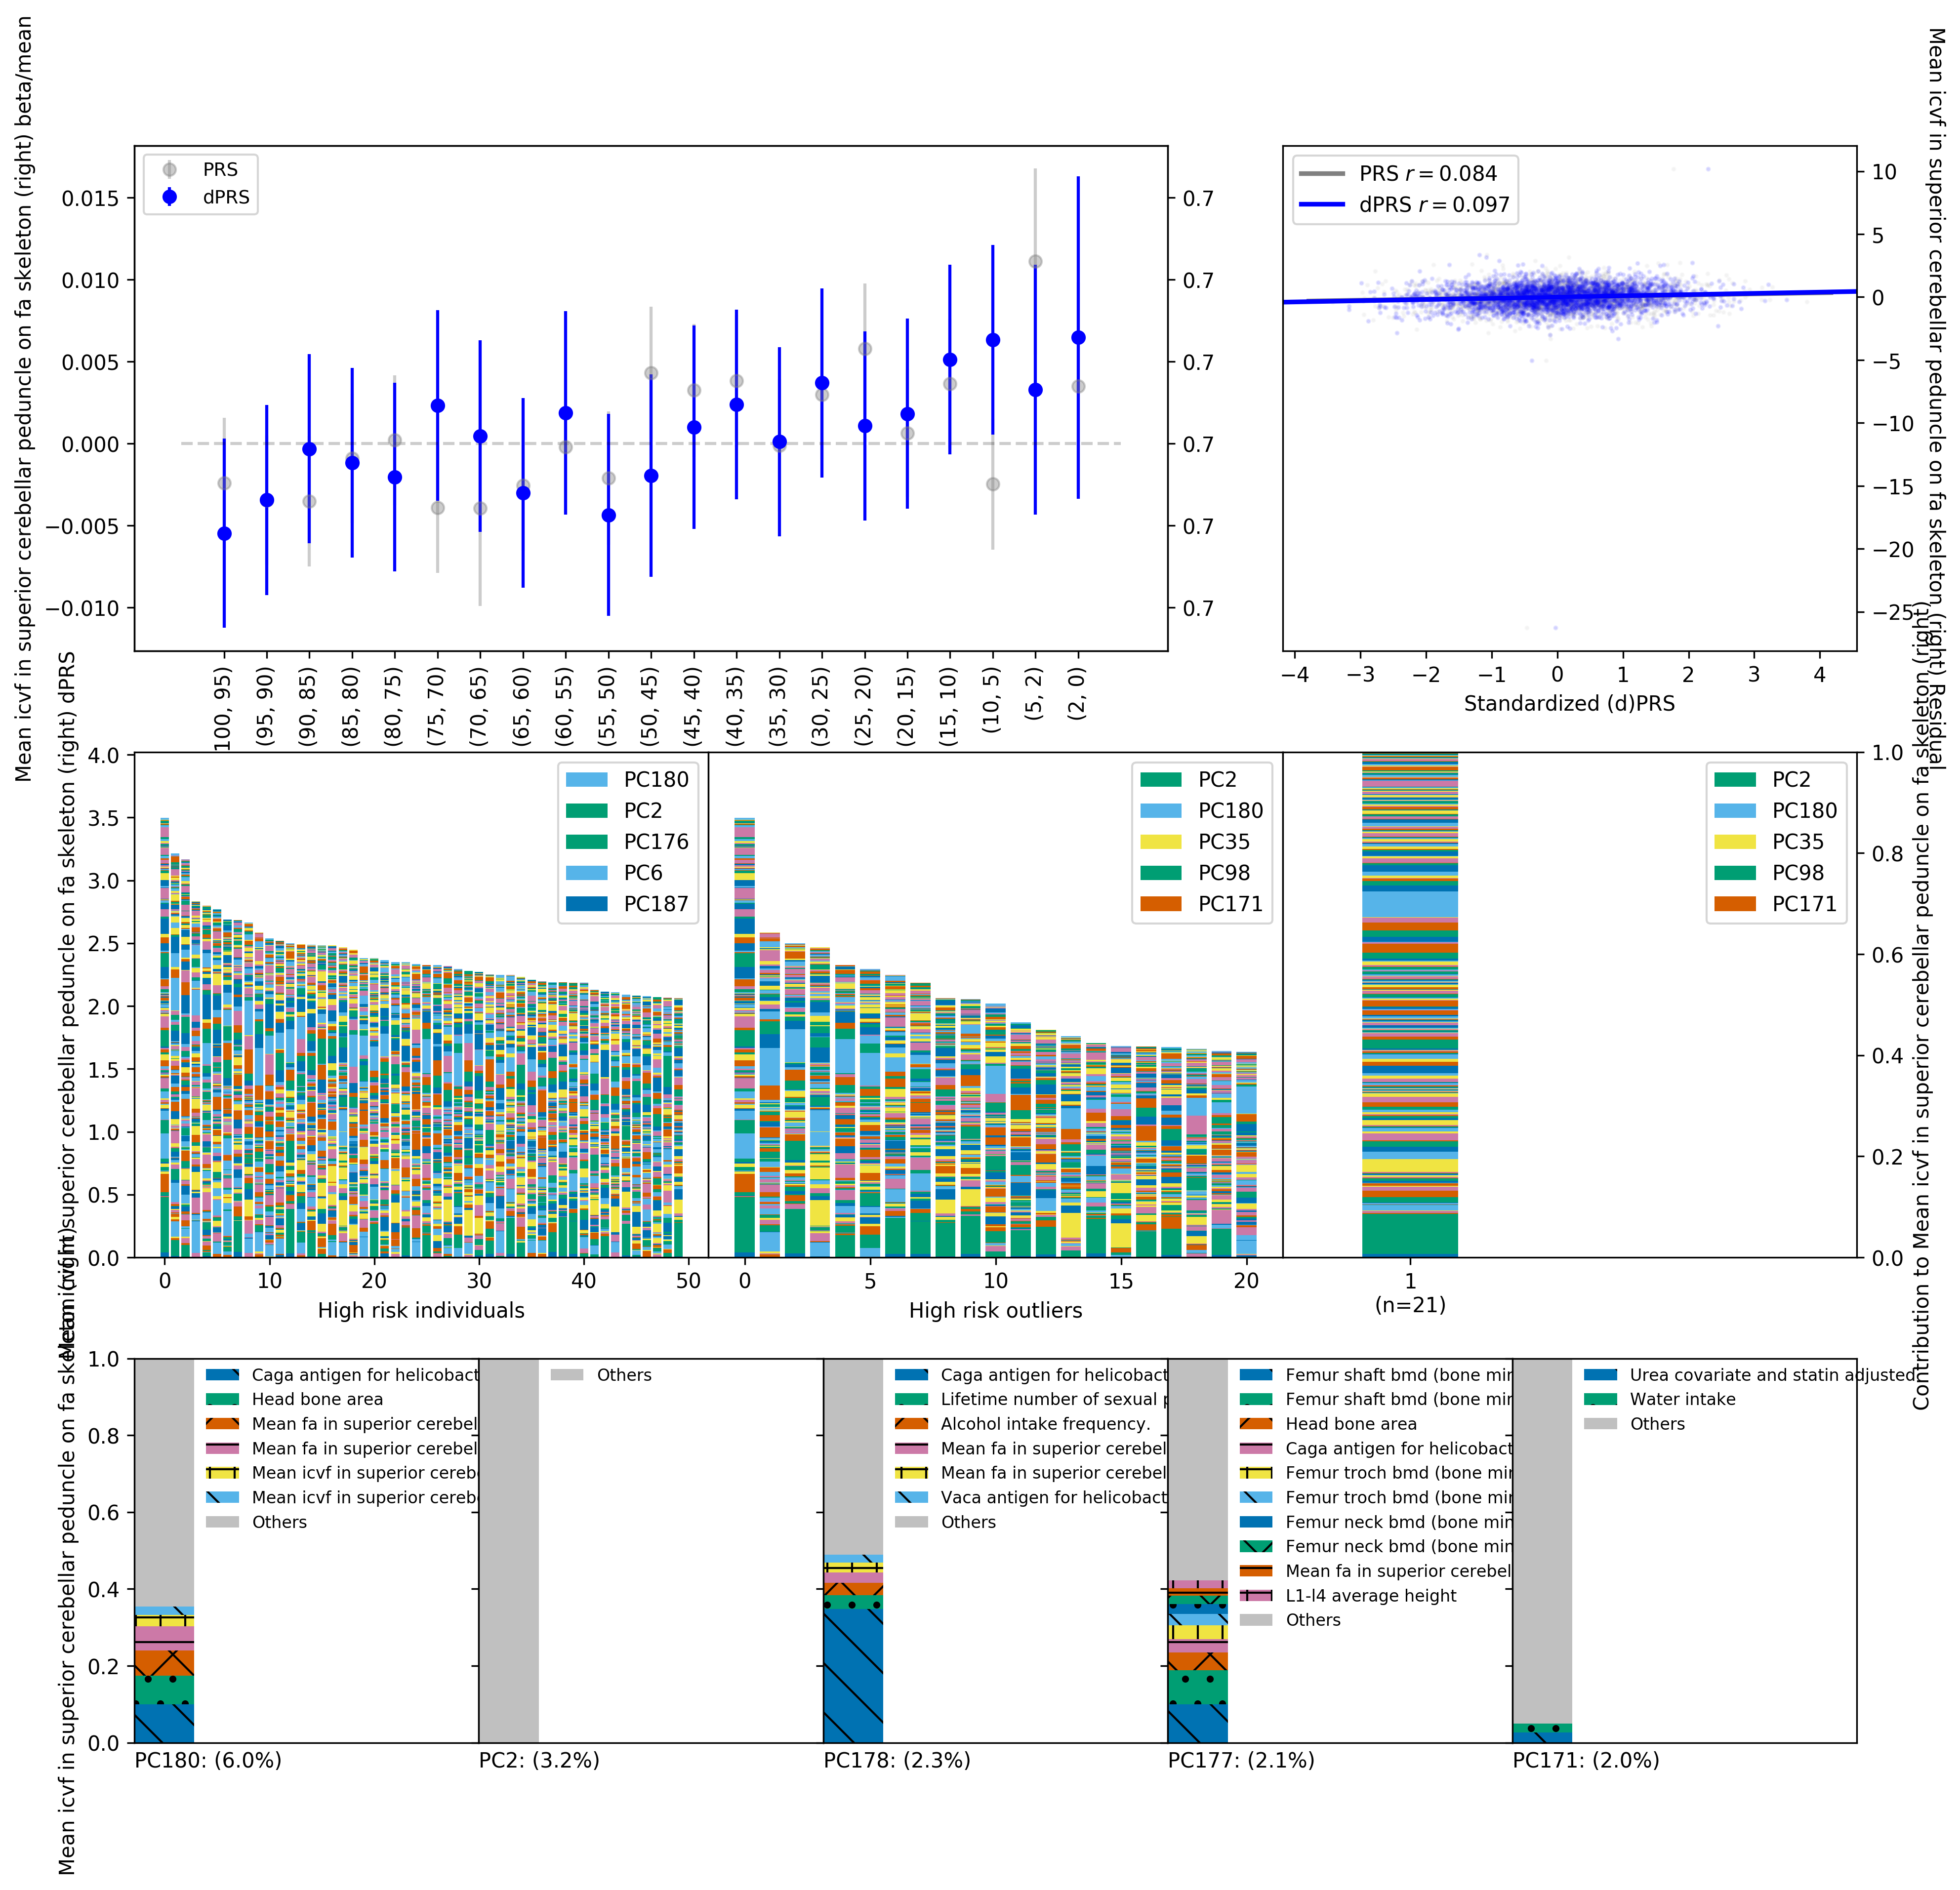 Mean icvf in superior cerebellar peduncle on fa skeleton (right) beta/mean
PRS
dPRS
0.015
0.010
0.005
0.000
−0.005
−0.010
0.7
0.7
0.7
0.7
0.7
0.7
100, 95)
(95, 90)
(90, 85)
(85, 80)
(80, 75)
(75, 70)
(70, 65)
(65, 60)
(60, 55)
(55, 50)
(50, 45)
(45, 40)
(40, 35)
(35, 30)
(30, 25)
(25, 20)
(20, 15)
(15, 10)
(10, 5)
(5, 2)
(2, 0)
PRS r = 0.084
dPRS r = 0.097
10
5
0
−5
−10
−15
−20
−25
−4
−3
−2
−1
0
1
2
3
4
Standardized (d)PRS
Mean icvf in superior cerebellar peduncle on fa skeleton (right) Residual
Mean icvf in superior cerebellar peduncle on fa skeleton (right) dPRS
4.0
3.5
3.0
2.5
2.0
1.5
1.0
0.5
0.0
PC180
PC2
PC176
PC6
PC187
0
10
20
30
40
50
High risk individuals
PC2
PC180
PC35
PC98
PC171
0
5
10
15
20
High risk outliers
PC2
PC180
PC35
PC98
PC171
1
(n=21)
1.0
0.8
0.6
0.4
0.2
0.0
Contribution to Mean icvf in superior cerebellar peduncle on fa skeleton (right)
Mean icvf in superior cerebellar peduncle on fa skeleton (right)
1.0
0.8
0.6
0.4
0.2
0.0
Caga antigen for helicobact
Head bone area
Mean fa in superior cerebel
Mean fa in superior cerebel
Mean icvf in superior cereb
Mean icvf in superior cereb
Others
PC180: (6.0%)
Others
PC2: (3.2%)
Caga antigen for helicobact
Lifetime number of sexual p
Alcohol intake frequency.
Mean fa in superior cerebel
Mean fa in superior cerebel
Vaca antigen for helicobact
Others
PC178: (2.3%)
Femur shaft bmd (bone mir
Femur shaft bmd (bone mir
Head bone area
Caga antigen for helicobact
Femur troch bmd (bone mir
Femur troch bmd (bone mir
Femur neck bmd (bone mir
Femur neck bmd (bone mir
Mean fa in superior cerebel
L1-l4 average height
Others
PC177: (2.1%)
Urea covariate and statin adjusted
Water intake
Others
PC171: (2.0%)